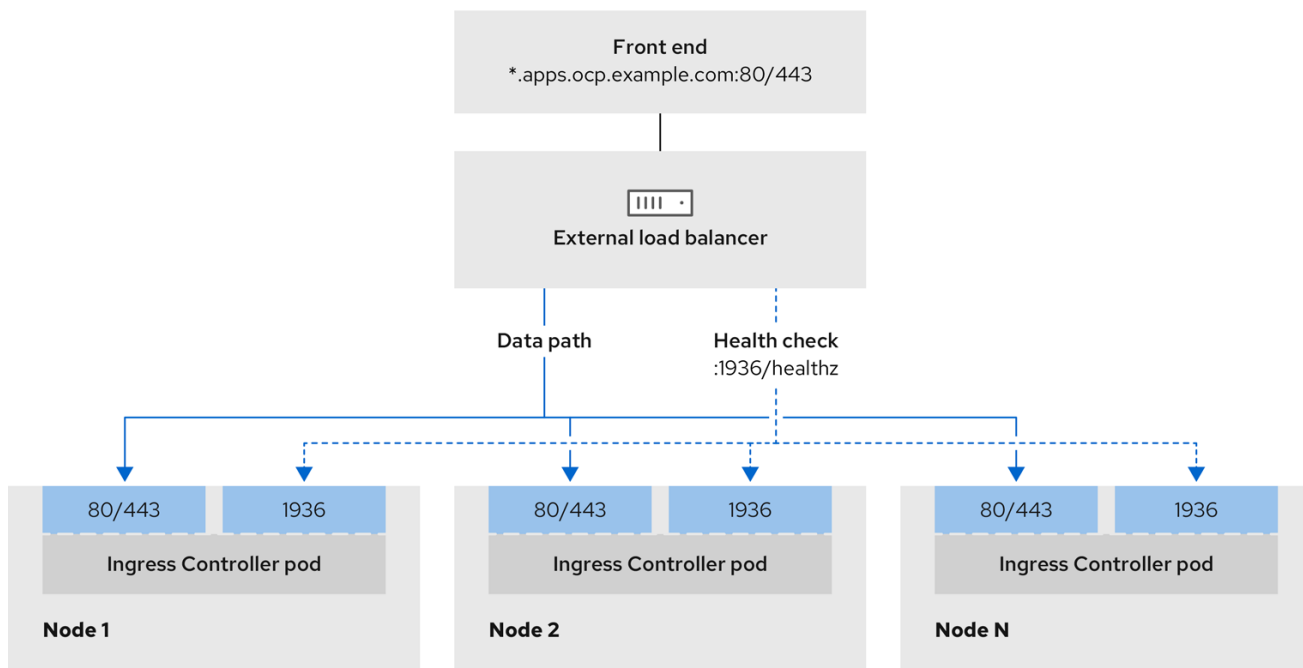 Front end
*.apps.ocp.example.com:80/443
External load balancer
Data path
Health check
:1936/healthz
80/443
1936
80/443
1936
80/443
1936
Ingress Controller pod
Ingress Controller pod
Ingress Controller pod
Node 1
Node 2
Node N